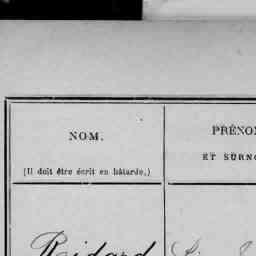 NOM.
PRÉNO
ET SURNO
(Il doit être écrit en bâtarde.)
Ridard